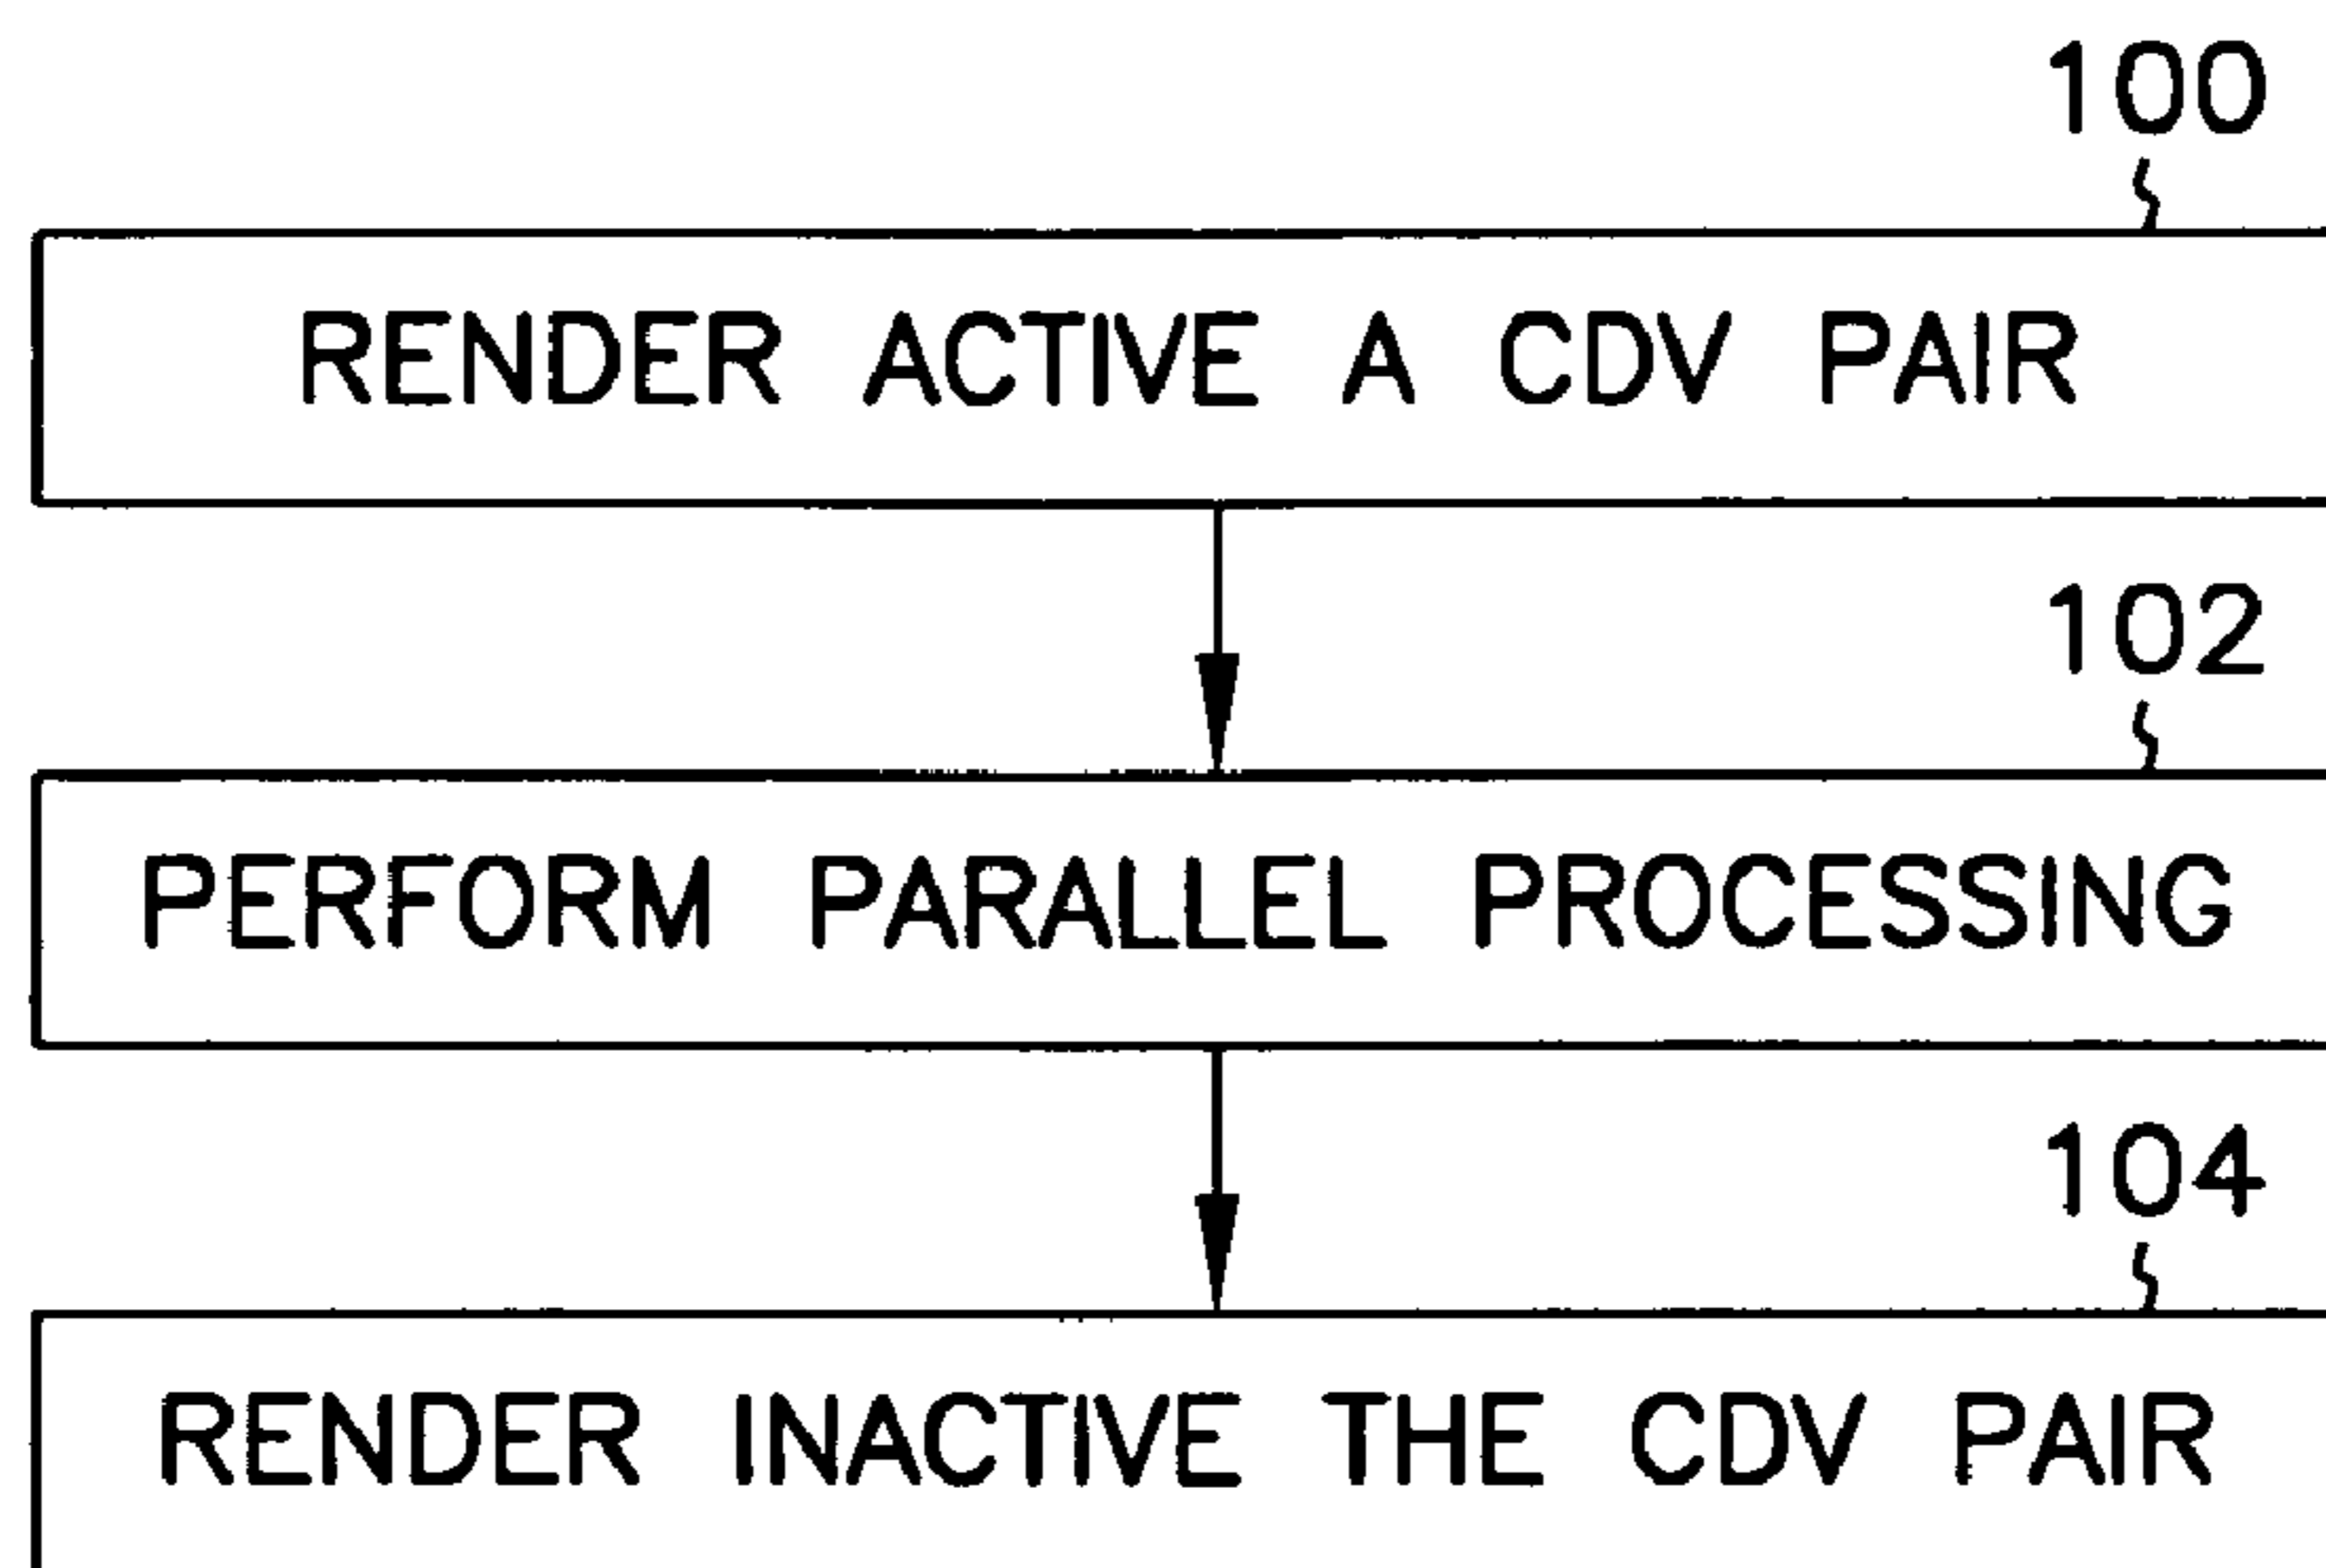 100
RENDER ACTIVE A CDV PAIR
102
PERFORM PARALLEL PROCESSING
104
RENDER INACTIVE THE CDV PAIR